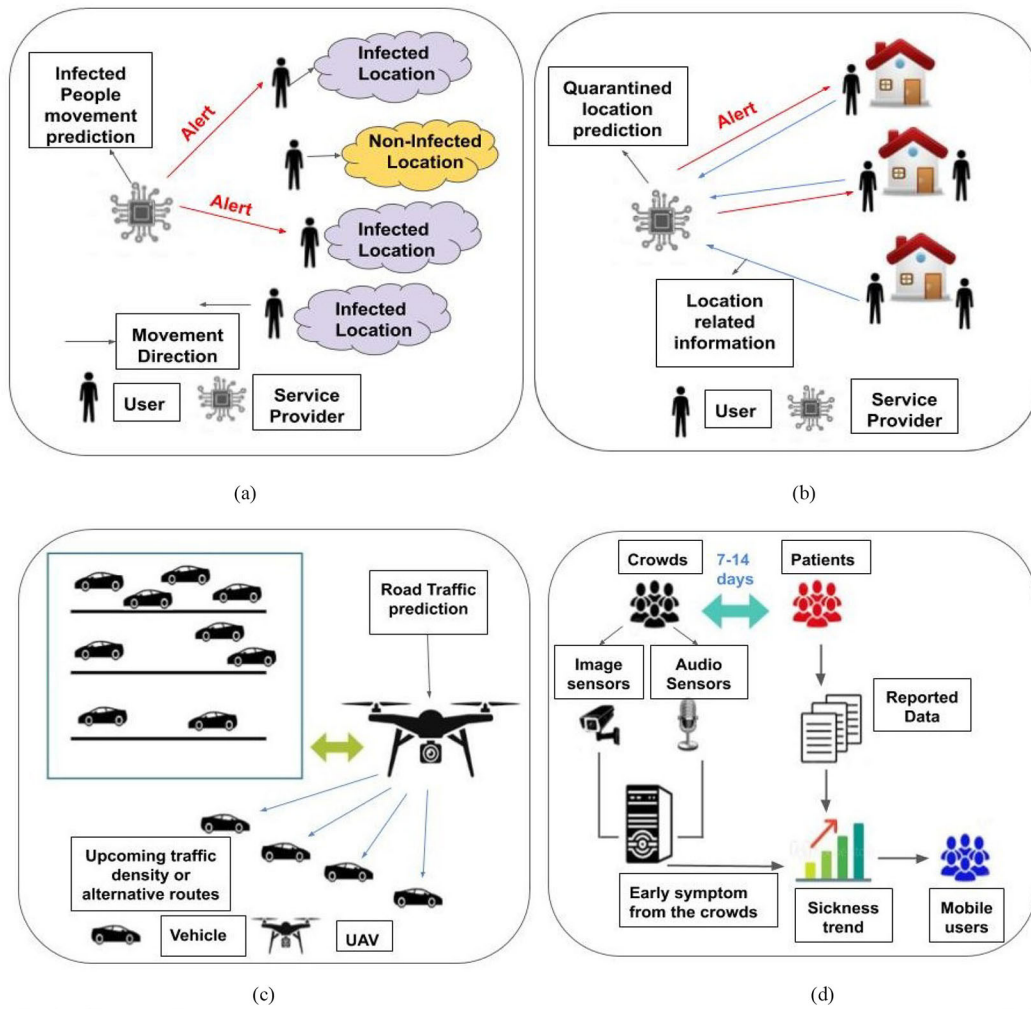 Infected
People
movement
prediction
Alert
Alert
Infected
Location
Non-Infected
Location
Infected
Location
Infected
Location
Movement
Direction
User
Service
Provider
(a)
Quarantined
location
prediction
Alert
Location
related
information
User
Service
Provider
(b)
Road Traffic
prediction
Upcoming traffic
density or
alternative routes
Vehicle
UAV
(c)
Crowds
7-14
days
Patients
Image
sensors
Audio
Sensors
Reported
Data
Early symptom
from the crowds
Sickness
trend
Mobile
users
(d)